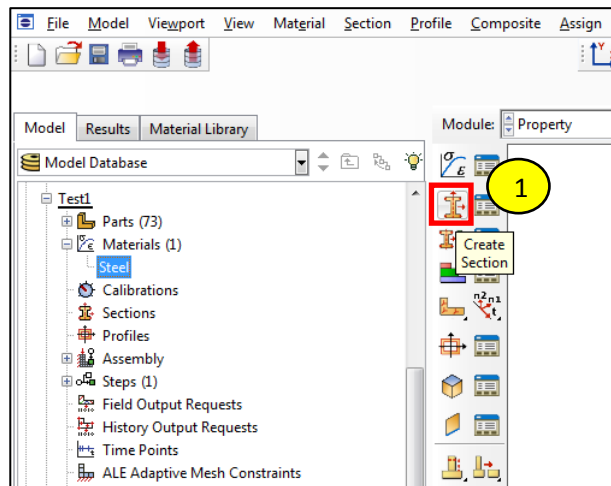 File Model Viewport View Material Section Profile Composite Assign
Model Results Material Library
Module: Property
Model Database
σ ε
1
Test1
Parts (73)
Materials (1)
Create
Section
Steel
Calibrations
n2 n1
t
Sections
Profiles
Assembly
Steps (1)
Field Output Requests
History Output Requests
Time Points
ALE Adaptive Mesh Constraints